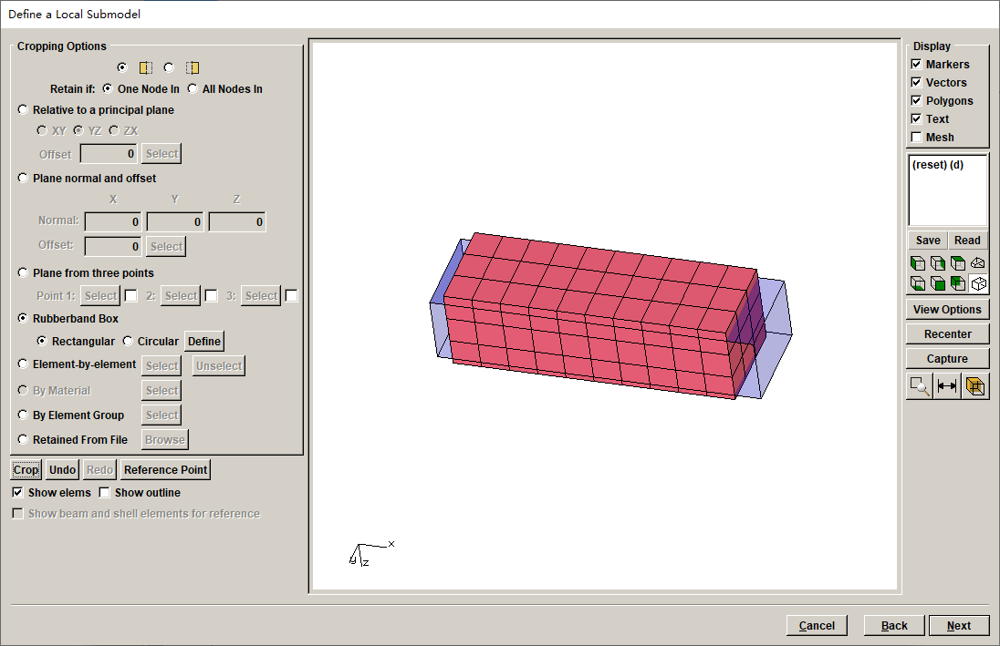 Define a Local Submodel
Cropping Options
Retain if: One Node In All Nodes In
Relative to a principal plane
XY YZ ZX
Offset 0 Select
Plane normal and offset
X Y Z
Normal: 0 0 0
Offset: 0 Select
Plane from three points
Point 1: Select 2: Select 3: Select
Rubberband Box
Rectangular Circular Define
Element-by-element Select Unselect
By Material Select
By Element Group Select
Retained From File Browse
Crop Undo Redo Reference Point
Show elems Show outline
Show beam and shell elements for reference
x
y z
Display
Markers
Vectors
Polygons
Text
Mesh
(reset) (d)
Save Read
View Options
Recenter
Capture
Cancel Back Next